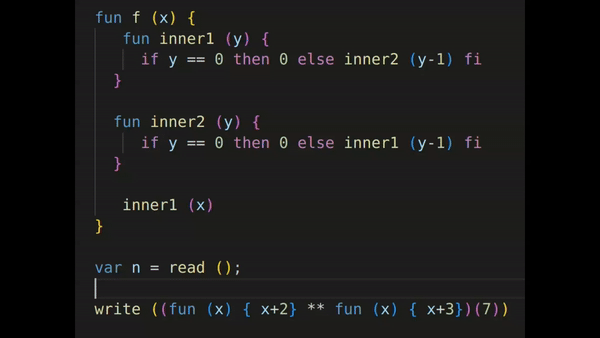 fun f (x) {
fun inner1 (y) {
if y == 0 then 0 else inner2 (y-1) fi
}
fun inner2 (y) {
if y == 0 then 0 else inner1 (y-1) fi
}
inner1 (x)
}
var n = read ();
write ((fun (x) { x+2} ** fun (x) { x+3})(7))